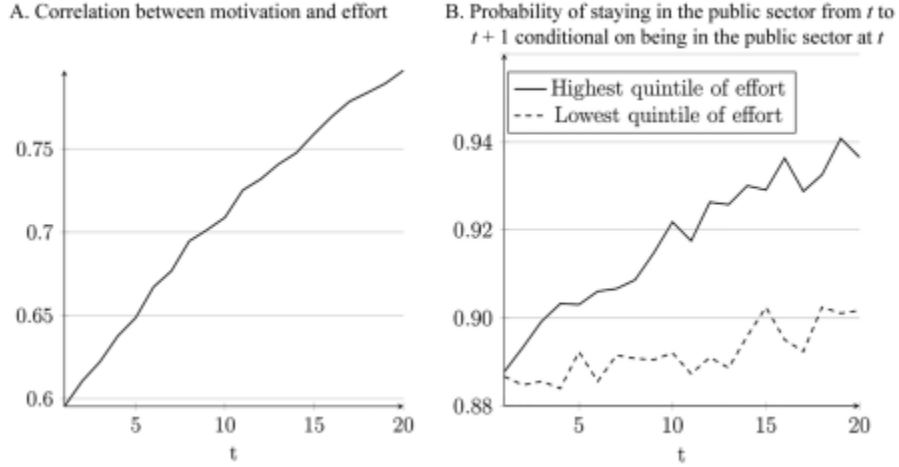 A. Correlation between motivation and effort
0.75
0.7
0.65
0.6
5 10 15 20
t
B. Probability of staying in the public sector from t to
t + 1 conditional on being in the public sector at t
Highest quintile of effort
Lowest quintile of effort
0.94
0.92
0.90
0.88
5 10 15 20
t